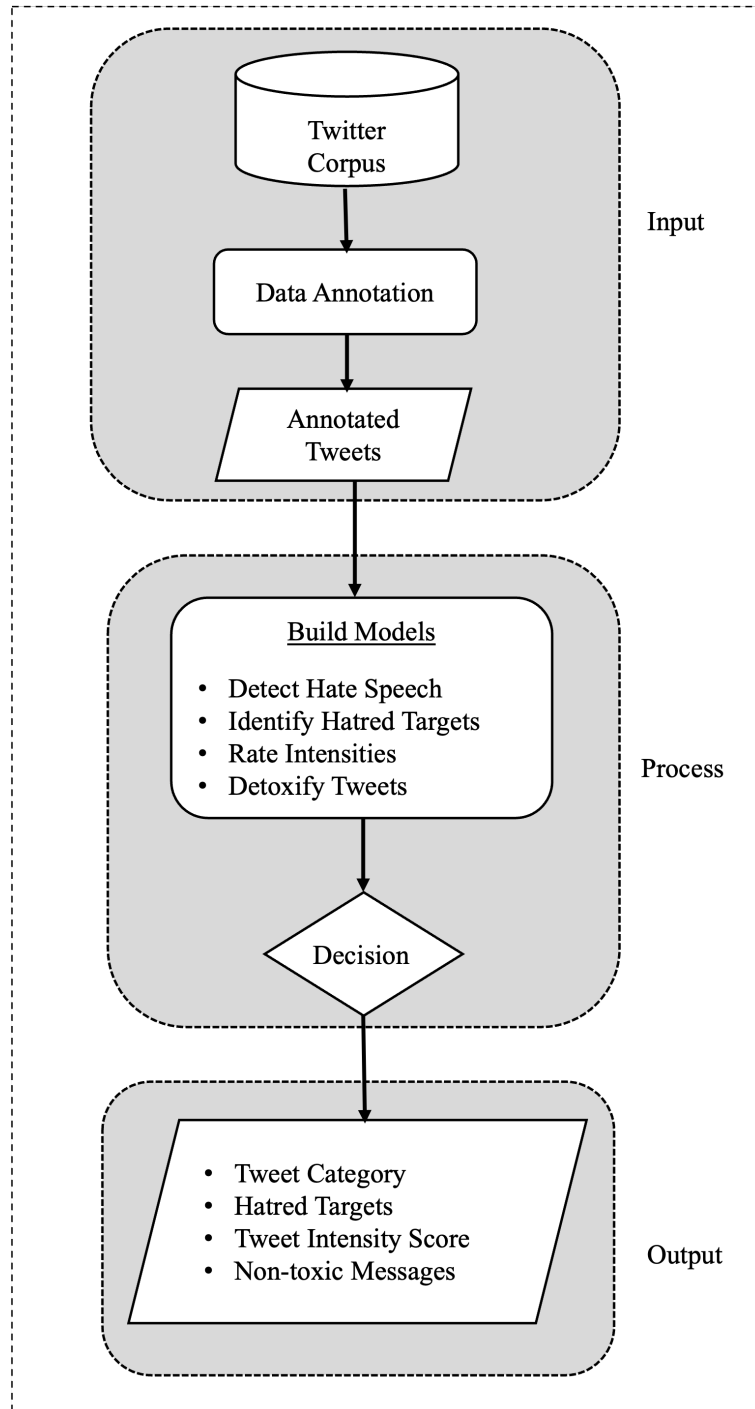 Twitter
Corpus
Input
Data Annotation
Annotated
Tweets
Build Models
• Detect Hate Speech
• Identify Hatred Targets
• Rate Intensities
• Detoxify Tweets
Process
Decision
• Tweet Category
• Hatred Targets
• Tweet Intensity Score
• Non-toxic Messages
Output